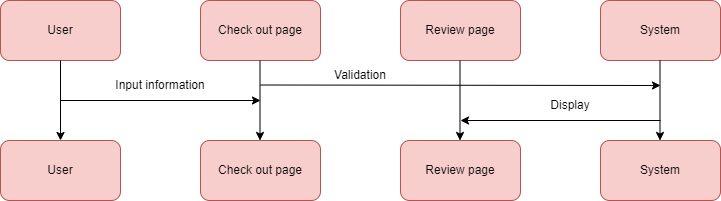 User
Check out page
Review page
System
Validation
Input information
Display
User
Check out page
Review page
System